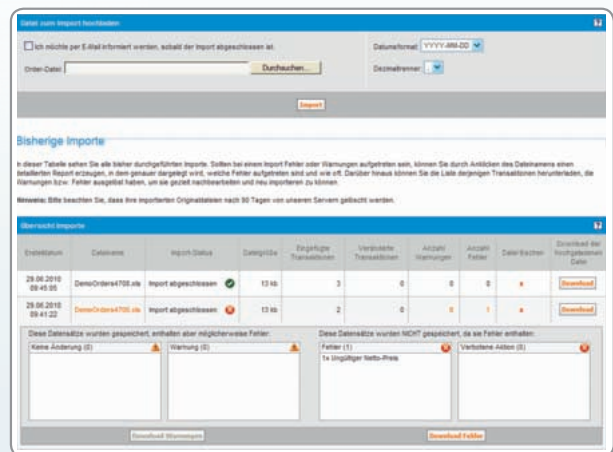 Datei zum Import hochladen
?
Ich möchte per E-Mail informiert werden, sobald der Import abgeschlossen ist.
Datumsformat: YYYY-MM-DD
Order-Datei:
Durchsuchen...
Dezimaltrenner:
Import
Bisherige Importe
In dieser Tabelle sehen Sie alle bisher durchgeführten Importe. Sollten bei einem Import Fehler oder Warnungen aufgetreten sein, können Sie durch Anklicken des Dateinamens einen
detaillierten Report erzeugen, in dem genauer dargelegt wird, welche Fehler aufgetreten sind und wie oft. Darüber hinaus können Sie die Liste derjenigen Transaktionen herunterladen, die
Warnungen bzw. Fehler ausgelöst haben, um sie gezielt nachbearbeiten und neu importieren zu können.
Hinweis: Bitte beachten Sie, dass ihre importierten Originaldateien nach 90 Tagen von unseren Servern gelöscht werden.
Übersicht Importe
?
Erstelldatum Dateiname Import-Status Dateigröße Eingefügte Transaktionen Veränderte Transaktionen Anzahl Warnungen Anzahl Fehler Datei löschen Download der hochgeladenen Datei
29.06.2010 09:45:05 DemoOrders4708.xls Import abgeschlossen 13 kb 3 0 0 0 x Download
29.06.2010 09:41:22 DemoOrders4705.xls Import abgeschlossen 13 kb 2 0 0 1 x Download
Diese Datensätze wurden gespeichert, enthalten aber möglicherweise Fehler:
Diese Datensätze wurden NICHT gespeichert, da sie Fehler enthalten:
Keine Änderung (0) Warnung (0) Fehler (1) Verbotene Aktion (0)
1x Ungültiger Netto-Preis
Download Warnungen
Download Fehler